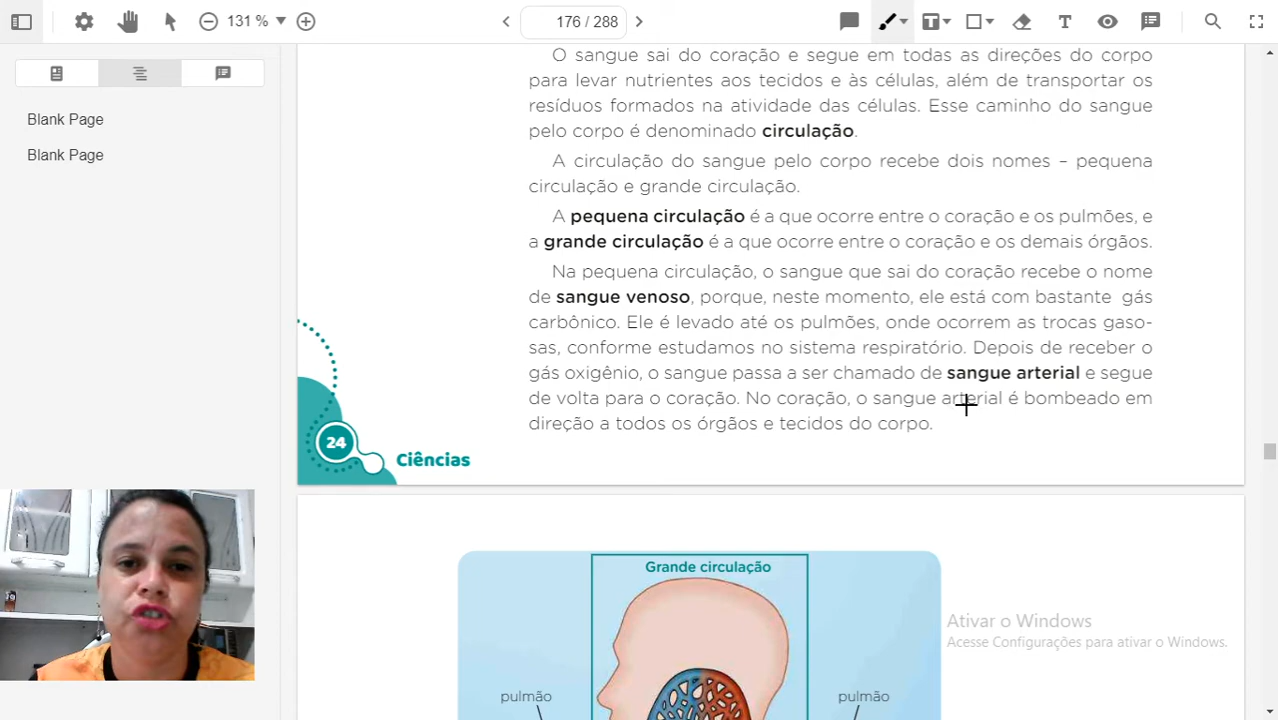 131 %
176 / 288
Blank Page
Blank Page
O sangue sai do coração e segue em todas as direções do corpo
para levar nutrientes aos tecidos e às células, além de transportar os
resíduos formados na atividade das células. Esse caminho do sangue
pelo corpo é denominado circulação.
A circulação do sangue pelo corpo recebe dois nomes – pequena
circulação e grande circulação.
A pequena circulação é a que ocorre entre o coração e os pulmões, e
a grande circulação é a que ocorre entre o coração e os demais órgãos.
Na pequena circulação, o sangue que sai do coração recebe o nome
de sangue venoso, porque, neste momento, ele está com bastante gás
carbônico. Ele é levado até os pulmões, onde ocorrem as trocas gaso-
sas, conforme estudamos no sistema respiratório. Depois de receber o
gás oxigênio, o sangue passa a ser chamado de sangue arterial e segue
de volta para o coração. No coração, o sangue arterial é bombeado em
direção a todos os órgãos e tecidos do corpo.
24
Ciências
Grande circulação
pulmão
pulmão
Ativar o Windows
Acesse Configurações para ativar o Windows.